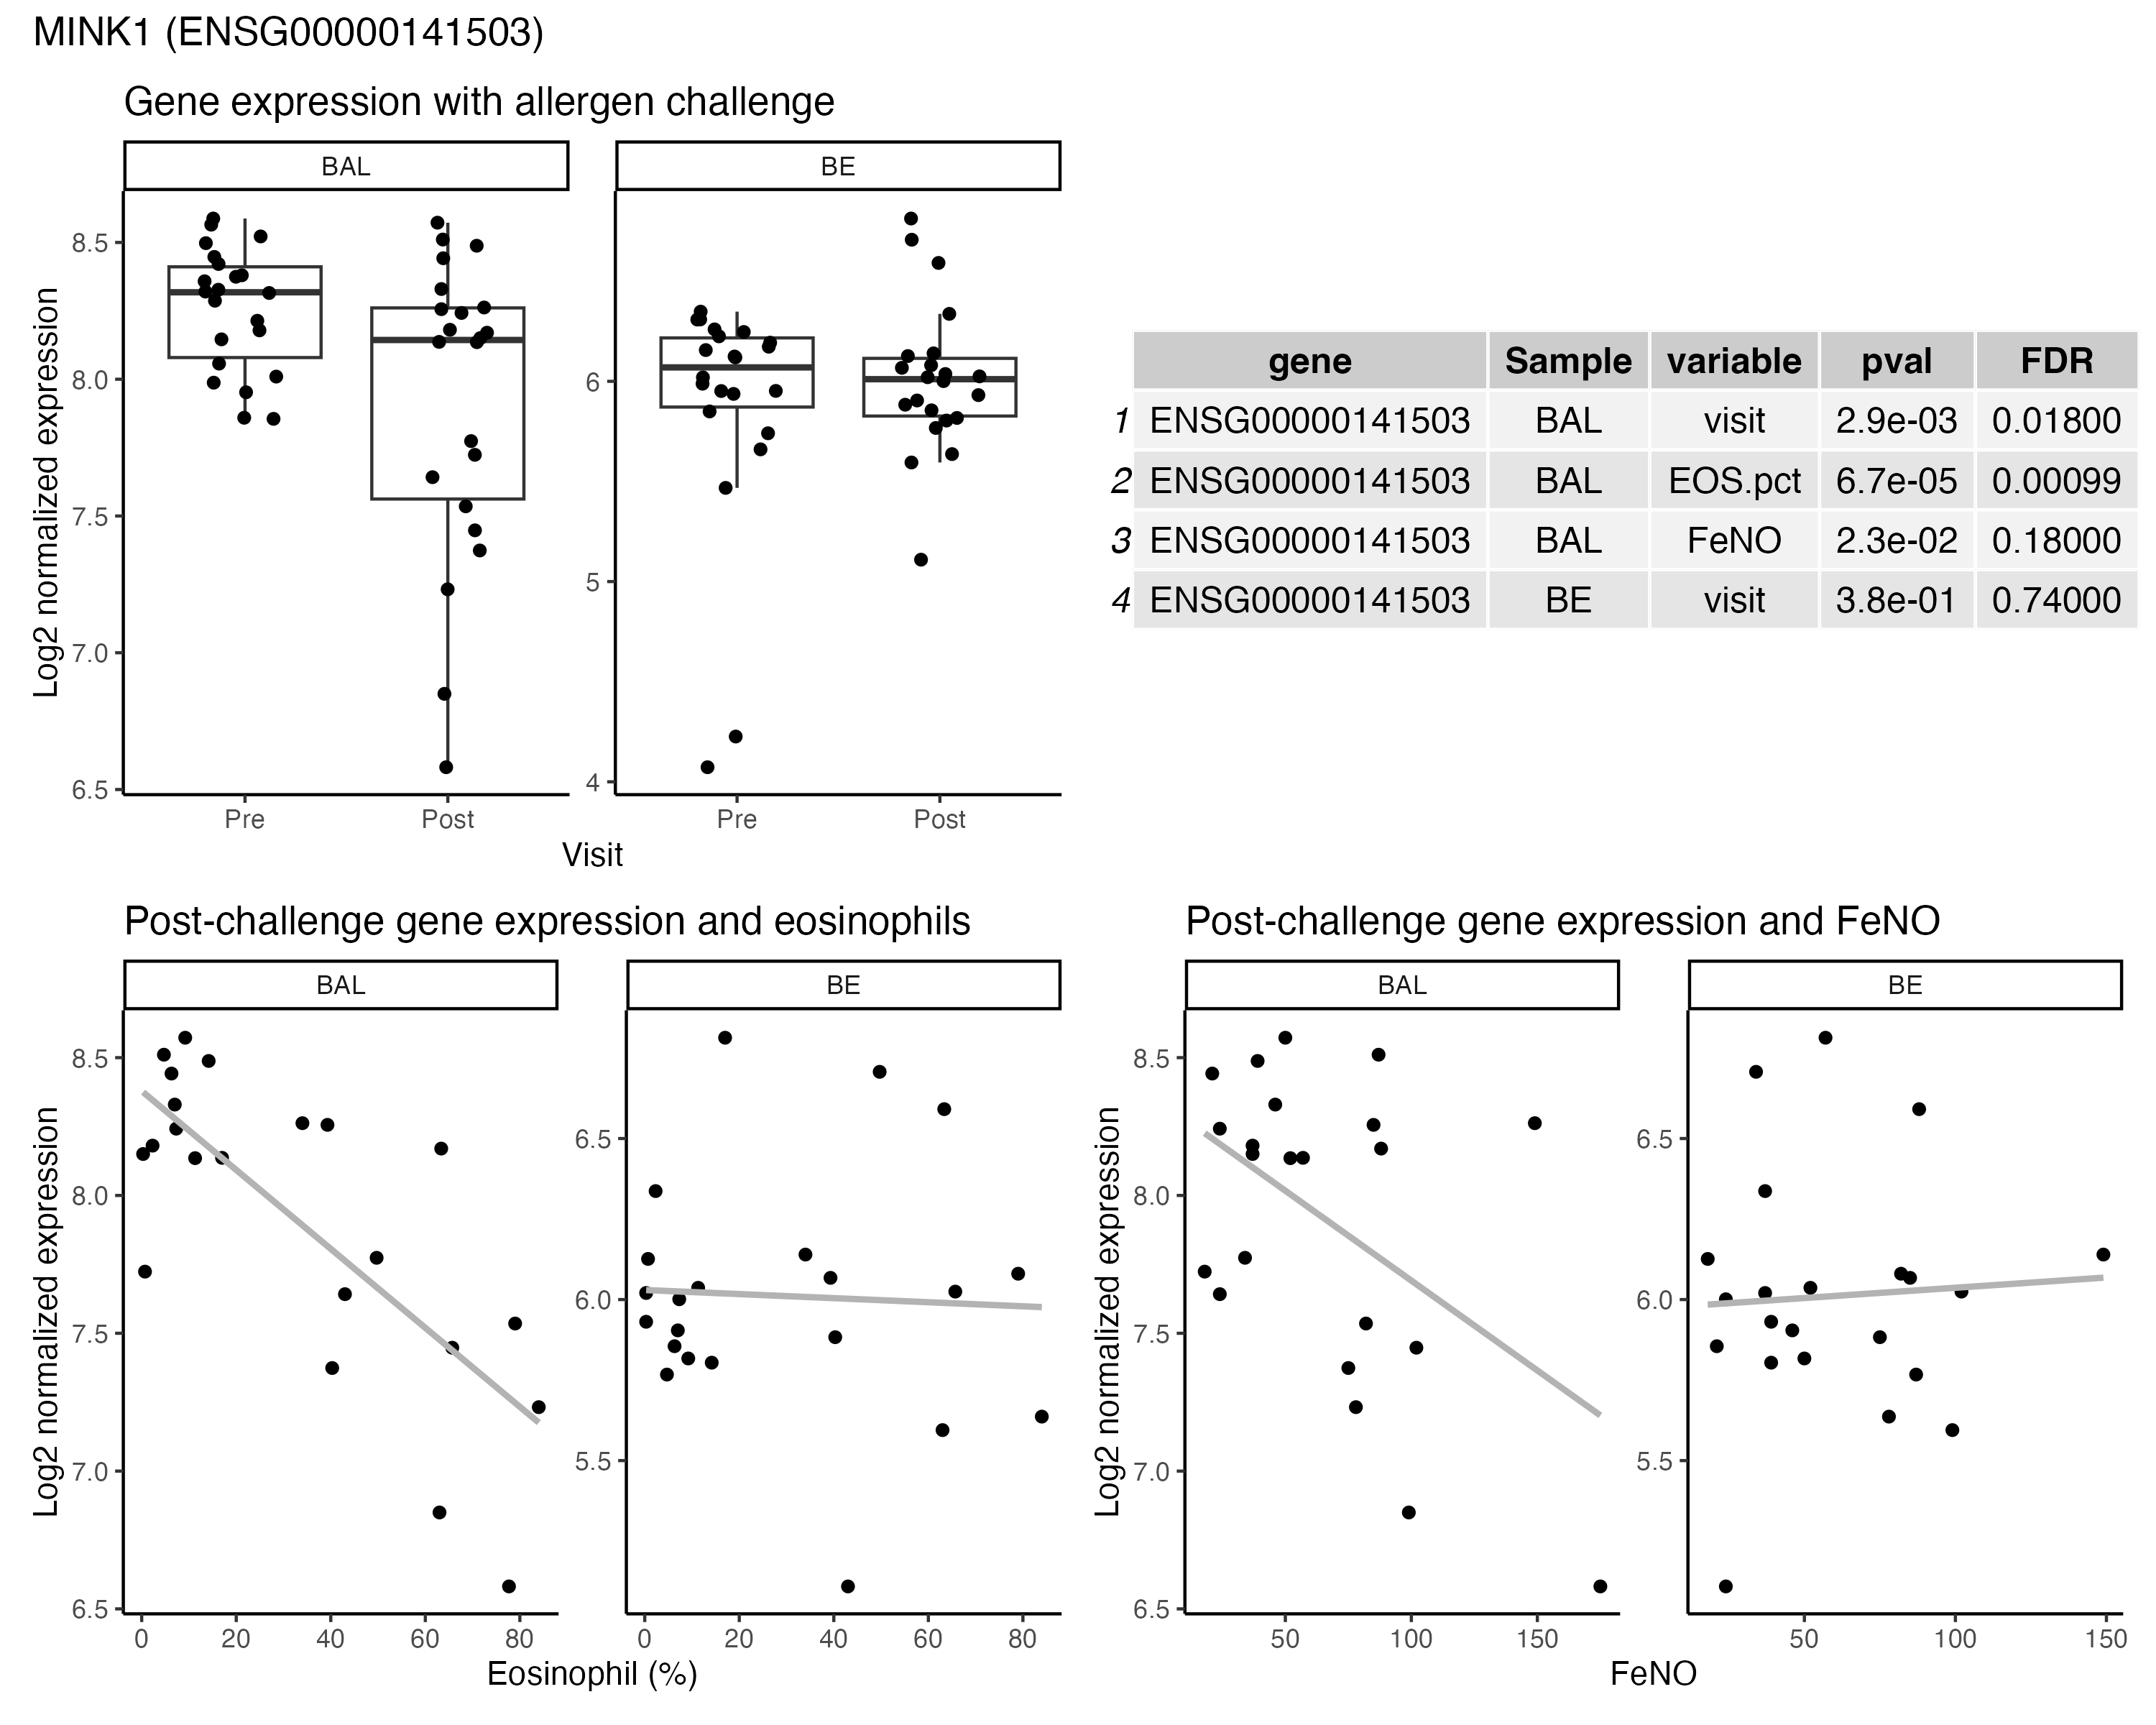 MINK1 (ENSG00000141503)
Gene expression with allergen challenge
BAL BE
Log2 normalized expression
8.5
8.0
7.5
7.0
6.5
6
5
4
Pre Post Pre Post
Visit
gene Sample variable pval FDR
1 ENSG00000141503 BAL visit 2.9e-03 0.01800
2 ENSG00000141503 BAL EOS.pct 6.7e-05 0.00099
3 ENSG00000141503 BAL FeNO 2.3e-02 0.18000
4 ENSG00000141503 BE visit 3.8e-01 0.74000
Post-challenge gene expression and eosinophils
BAL BE
Log2 normalized expression
8.5
8.0
7.5
7.0
6.5
6.5
6.0
5.5
0 20 40 60 80 0 20 40 60 80
Eosinophil (%)
Post-challenge gene expression and FeNO
BAL BE
Log2 normalized expression
8.5
8.0
7.5
7.0
6.5
6.5
6.0
5.5
50 100 150 50 100 150
FeNO